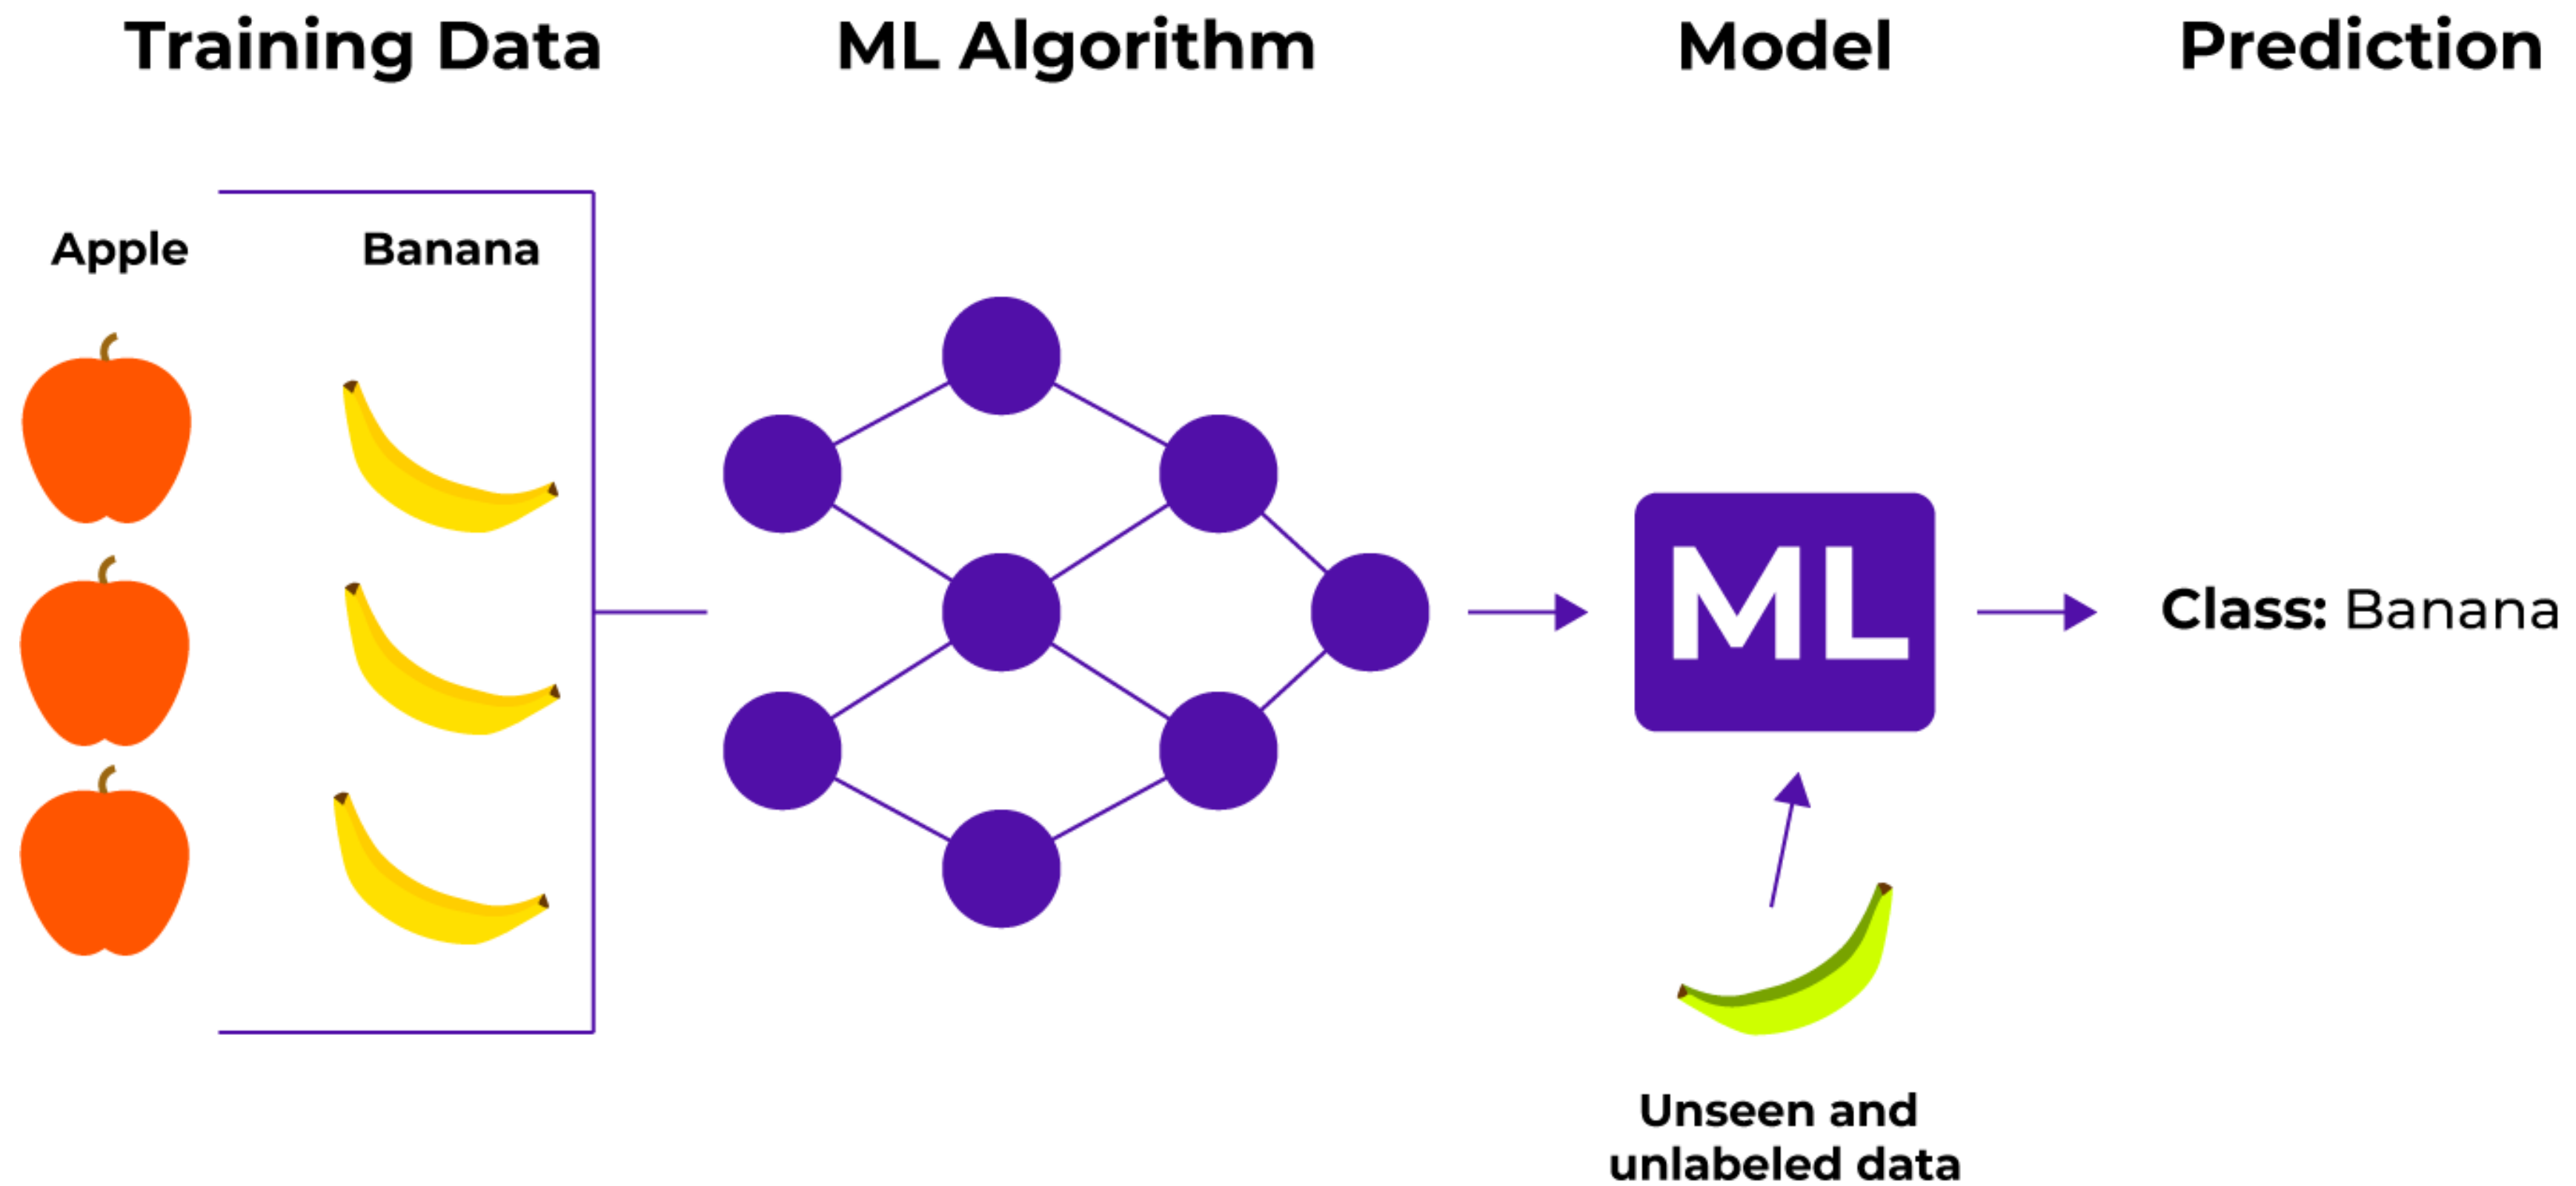 Training Data
ML Algorithm
Model
Prediction
Apple
Banana
ML
Class: Banana
Unseen and
unlabeled data